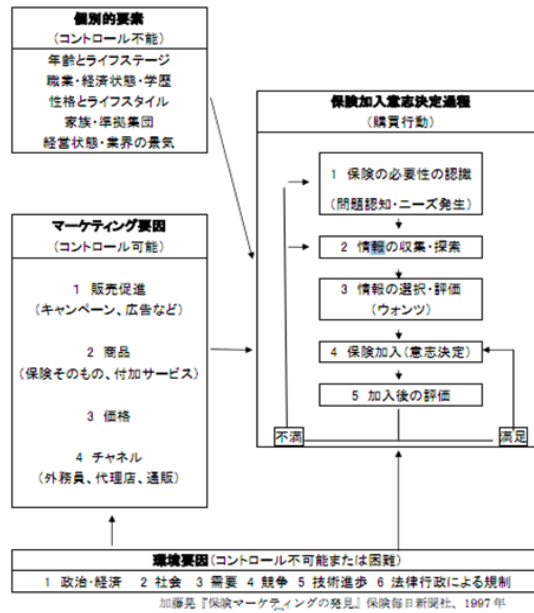 個別的要素
(コントロール不能)
年齢とライフステージ
職業・経済状態・学歴
性格とライフスタイル
家族・準拠集団
経営状態・業界の景気
マーケティング要因
(コントロール可能)
1 販売促進
(キャンペーン、広告など)
2 商品
(保険そのもの、付加サービス)
3 価格
4 チャネル
(外務員、代理店、通販)
保険加入意志決定過程
(購買行動)
1 保険の必要性の認識
(問題認知・ニーズ発生)
2 情報の収集・探索
3 情報の選択・評価
(ウォンツ)
4 保険加入(意志決定)
5 加入後の評価
不満
満足
環境要因(コントロール不可能または困難)
1 政治・経済 2 社会 3 需要 4 競争 5 技術進歩 6 法律行政による規制
加藤晃『保険マーケティングの発見』保険毎日新聞社、1997年